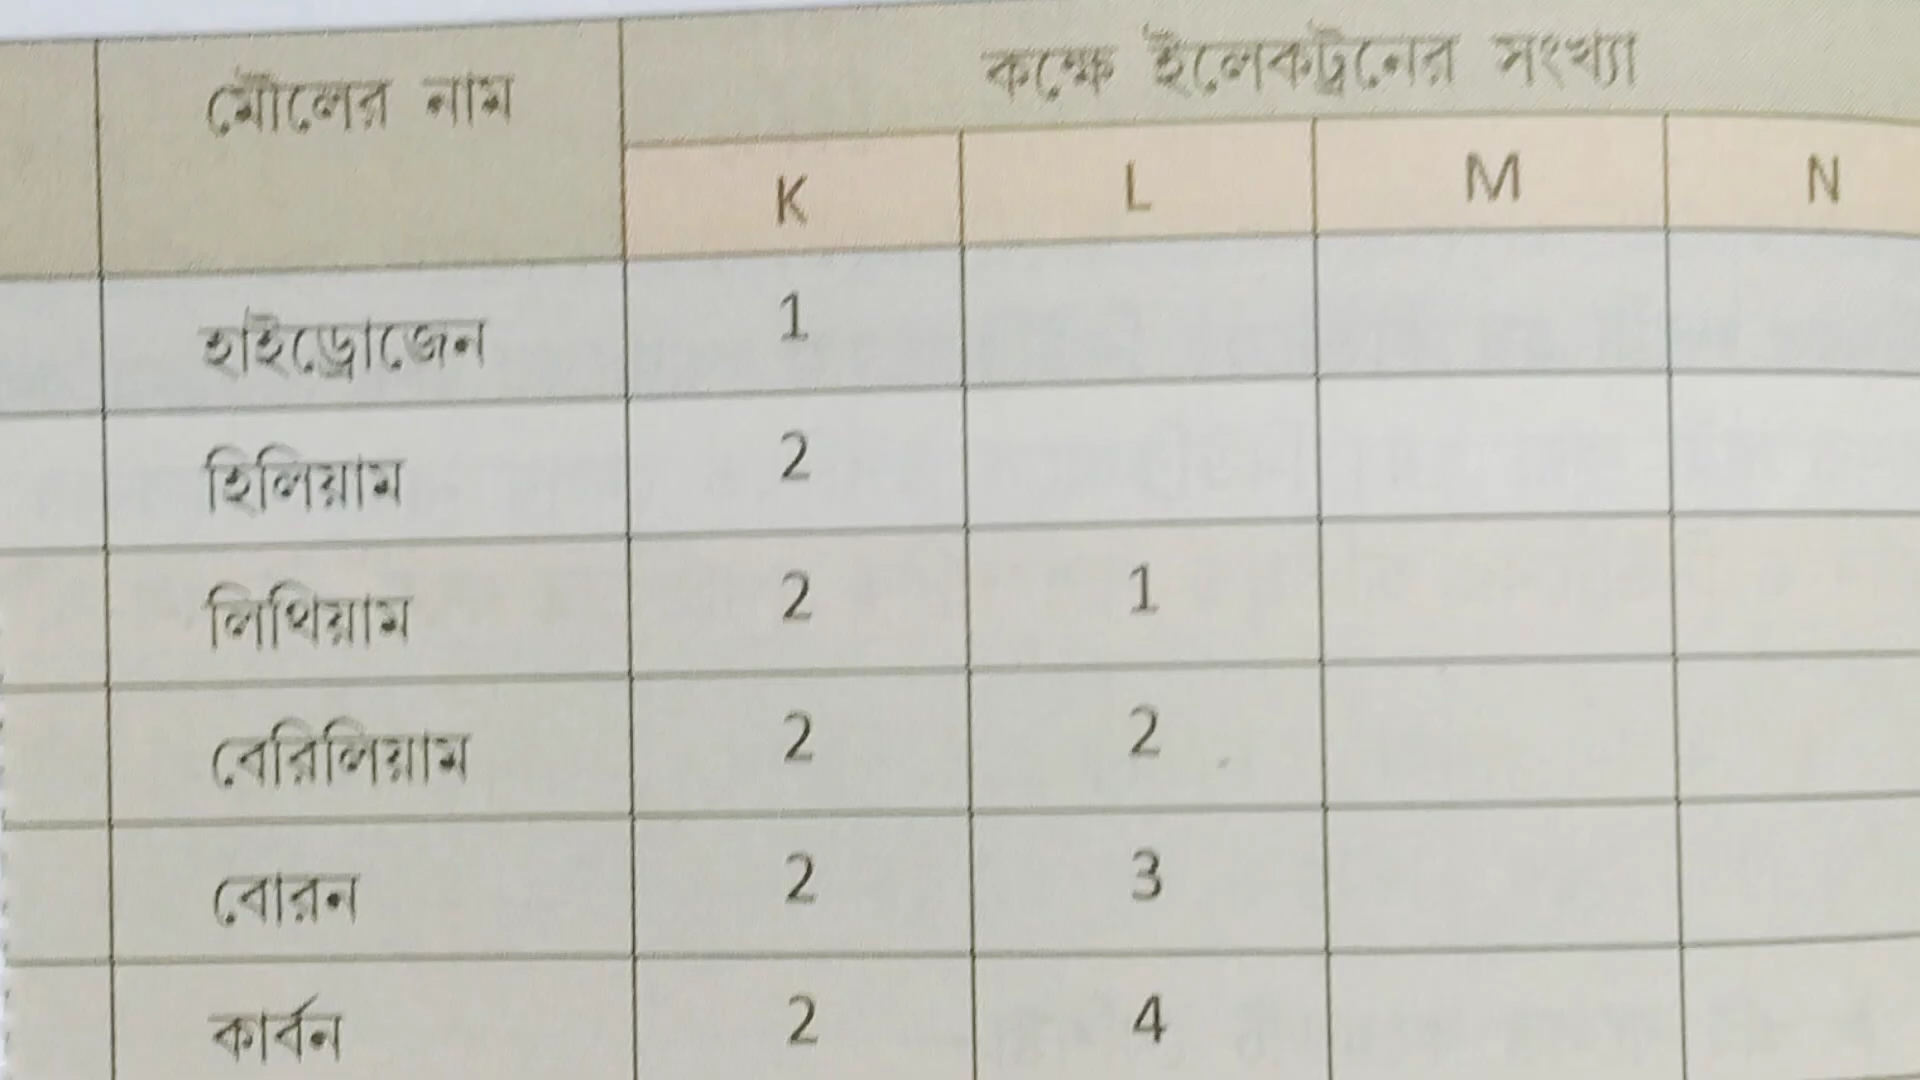 মৌলের নাম কক্ষে ইলেকট্রনের সংখ্যা
K L M N
হাইড্রোজেন 1
হিলিয়াম 2
লিথিয়াম 2 1
বেরিলিয়াম 2 2
বোরন 2 3
কার্বন 2 4